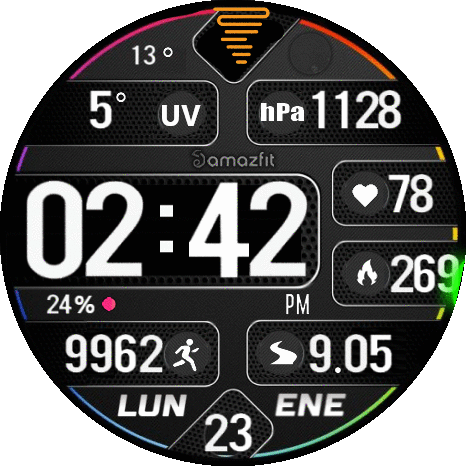 13 °
5° UV hPa 1128
amazfit
02:42 78
269
24% PM
9962 9.05
LUN 23 ENE